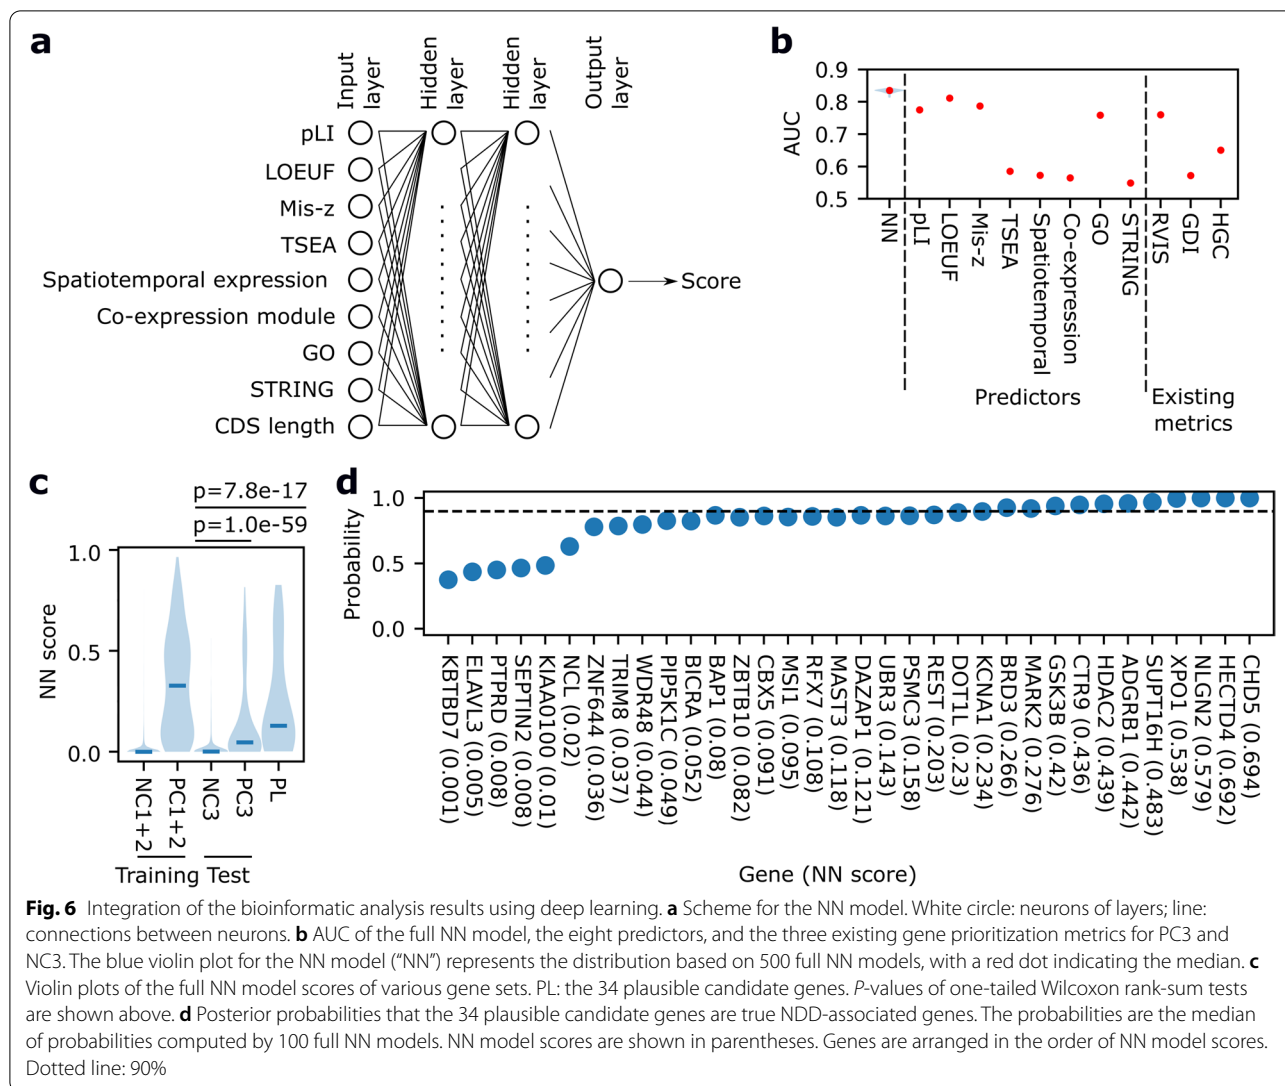 a
Input layer
Hidden layer
Hidden layer
Output layer
pLI
LOEUF
Mis-z
TSEA
Spatiotemporal expression
Co-expression module
GO
STRING
CDS length
Score
b
AUC
0.9
0.8
0.7
0.6
0.5
NN
pLI
LOEUF
Mis-z
TSEA
Spatiotemporal
Co-expression
GO
STRING
RVIS
GDI
HGC
Predictors
Existing
metrics
c
p=7.8e-17
p=1.0e-59
NN score
1.0
0.5
0.0
NC1+2
PC1+2
NC3
PC3
PL
Training Test
d
Probability
1.0
0.5
0.0
KBTBD7 (0.001)
ELAVL3 (0.005)
PTPRD (0.008)
SEPTIN2 (0.008)
KIAA0100 (0.01)
NCL (0.02)
ZNF644 (0.036)
TRIM8 (0.037)
WDR48 (0.044)
PIP5K1C (0.049)
BICRA (0.052)
BAP1 (0.08)
ZBTB10 (0.082)
CBX5 (0.091)
MSI1 (0.095)
RFX7 (0.108)
MAST3 (0.118)
DAZAP1 (0.121)
UBR3 (0.143)
PSMC3 (0.158)
REST (0.203)
DOT1L (0.23)
KCNA1 (0.234)
BRD3 (0.266)
MARK2 (0.276)
GSK3B (0.42)
CTR9 (0.436)
HDAC2 (0.439)
ADGRB1 (0.442)
SUPT16H (0.483)
XPO1 (0.538)
NLGN2 (0.579)
HECTD4 (0.692)
CHD5 (0.694)
Gene (NN score)
Fig. 6 Integration of the bioinformatic analysis results using deep learning. a Scheme for the NN model. White circle: neurons of layers; line:
connections between neurons. b AUC of the full NN model, the eight predictors, and the three existing gene prioritization metrics for PC3 and
NC3. The blue violin plot for the NN model (“NN”) represents the distribution based on 500 full NN models, with a red dot indicating the median. c
Violin plots of the full NN model scores of various gene sets. PL: the 34 plausible candidate genes. P-values of one-tailed Wilcoxon rank-sum tests
are shown above. d Posterior probabilities that the 34 plausible candidate genes are true NDD-associated genes. The probabilities are the median
of probabilities computed by 100 full NN models. NN model scores are shown in parentheses. Genes are arranged in the order of NN model scores.
Dotted line: 90%